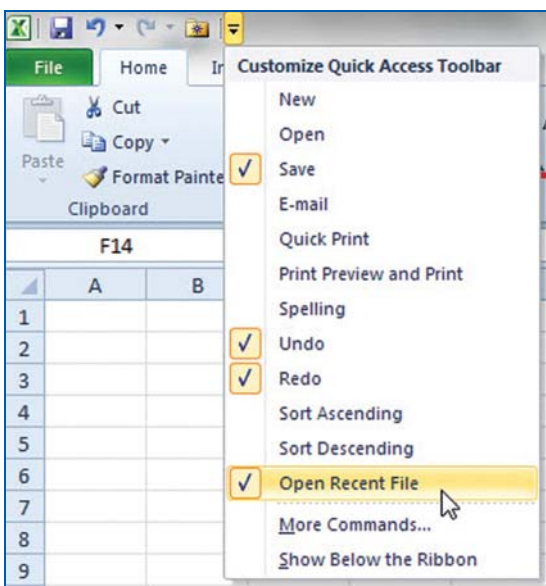 File Home In
Customize Quick Access Toolbar
New
Open
Save
E-mail
Quick Print
Print Preview and Print
Spelling
Undo
Redo
Sort Ascending
Sort Descending
Open Recent File
More Commands...
Show Below the Ribbon
Cut
Copy
Format Painte
Paste
Clipboard
F14
A B
1
2
3
4
5
6
7
8
9